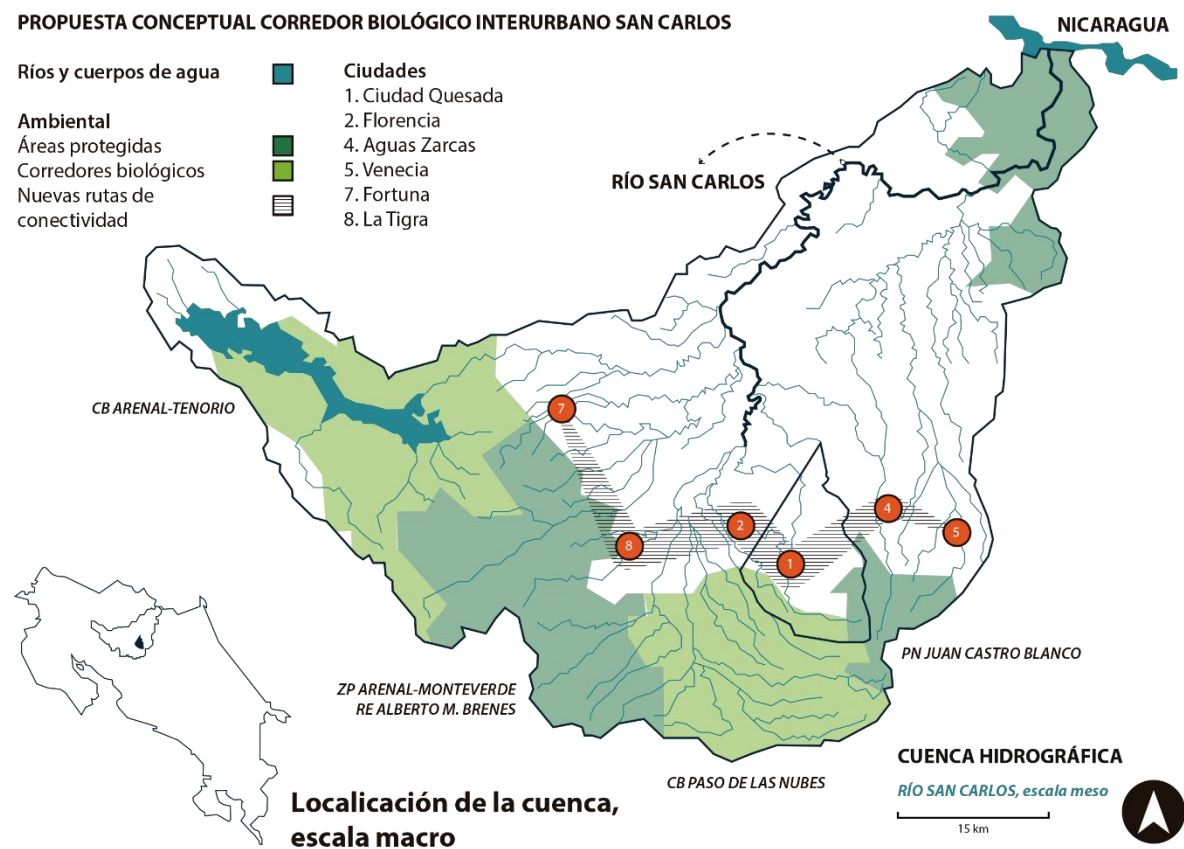 PROPUESTA CONCEPTUAL CORREDOR BIOLÓGICO INTERURBANO SAN CARLOS
NICARAGUA
Ríos y cuerpos de agua
Ambiental
Áreas protegidas
Corredores biológicos
Nuevas rutas de
conectividad
Ciudades
1. Ciudad Quesada
2. Florencia
4. Aguas Zarcas
5. Venecia
7. Fortuna
8. La Tigra
RÍO SAN CARLOS
CB ARENAL-TENORIO
7
4
2
5
8
1
PN JUAN CASTRO BLANCO
ZP ARENAL-MONTEVERDE
RE ALBERTO M. BRENES
CB PASO DE LAS NUBES
CUENCA HIDROGRÁFICA
RÍO SAN CARLOS, escala meso
15 km
Localización de la cuenca,
escala macro